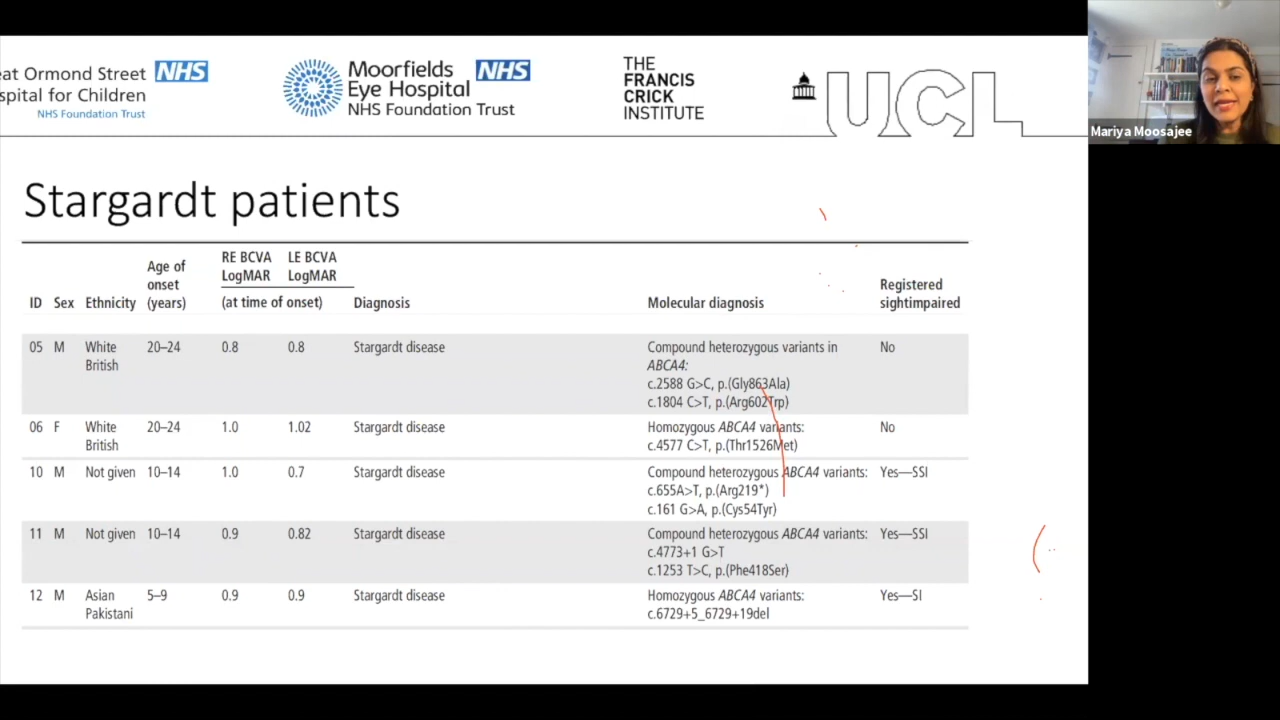 eat Ormond Street NHS
spital for Children
NHS Foundation Trust
Moorfields NHS
Eye Hospital
NHS Foundation Trust
THE
FRANCIS
CRICK
INSTITUTE
UCL
Mariya Moosajee
Stargardt patients
ID Sex Ethnicity Age of onset (years) RE BCVA LogMAR LE BCVA LogMAR (at time of onset) Diagnosis Molecular diagnosis Registered sightimpaired
05 M White British 20–24 0.8 0.8 Stargardt disease Compound heterozygous variants in No
ABCA4:
c.2588 G>C, p.(Gly863Ala)
c.1804 C>T, p.(Arg602Trp)
06 F White British 20–24 1.0 1.02 Stargardt disease Homozygous ABCA4 variants: No
c.4577 C>T, p.(Thr1526Met)
10 M Not given 10–14 1.0 0.7 Stargardt disease Compound heterozygous ABCA4 variants: Yes—SSI
c.655A>T, p.(Arg219*)
c.161 G>A, p.(Cys54Tyr)
11 M Not given 10–14 0.9 0.82 Stargardt disease Compound heterozygous ABCA4 variants: Yes—SSI
c.4773+1 G>T
c.1253 T>C, p.(Phe418Ser)
12 M Asian Pakistani 5–9 0.9 0.9 Stargardt disease Homozygous ABCA4 variants: Yes—SI
c.6729+5_6729+19del